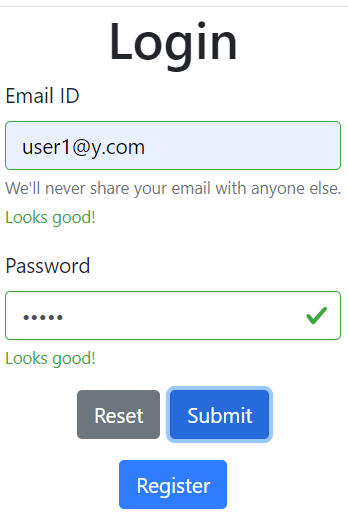 Login
Email ID
user1@y.com
We'll never share your email with anyone else.
Looks good!
Password
•••••
Looks good!
Reset Submit
Register